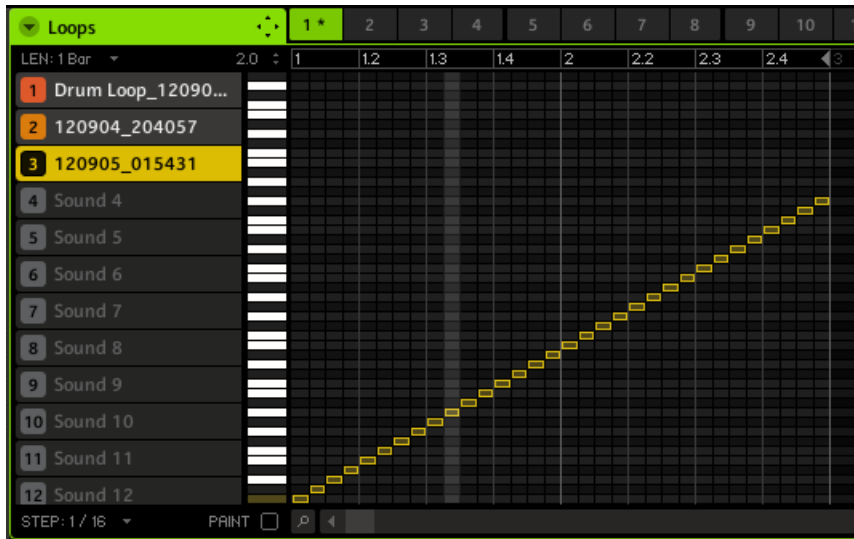 Loops 1 * 2 3 4 5 6 7 8 9 10
LEN: 1 Bar 2.0 1 1.2 1.3 1.4 2 2.2 2.3 2.4 3
1 Drum Loop_12090...
2 120904_204057
3 120905_015431
4 Sound 4
5 Sound 5
6 Sound 6
7 Sound 7
8 Sound 8
9 Sound 9
10 Sound 10
11 Sound 11
12 Sound 12
STEP: 1 / 16 PAINT